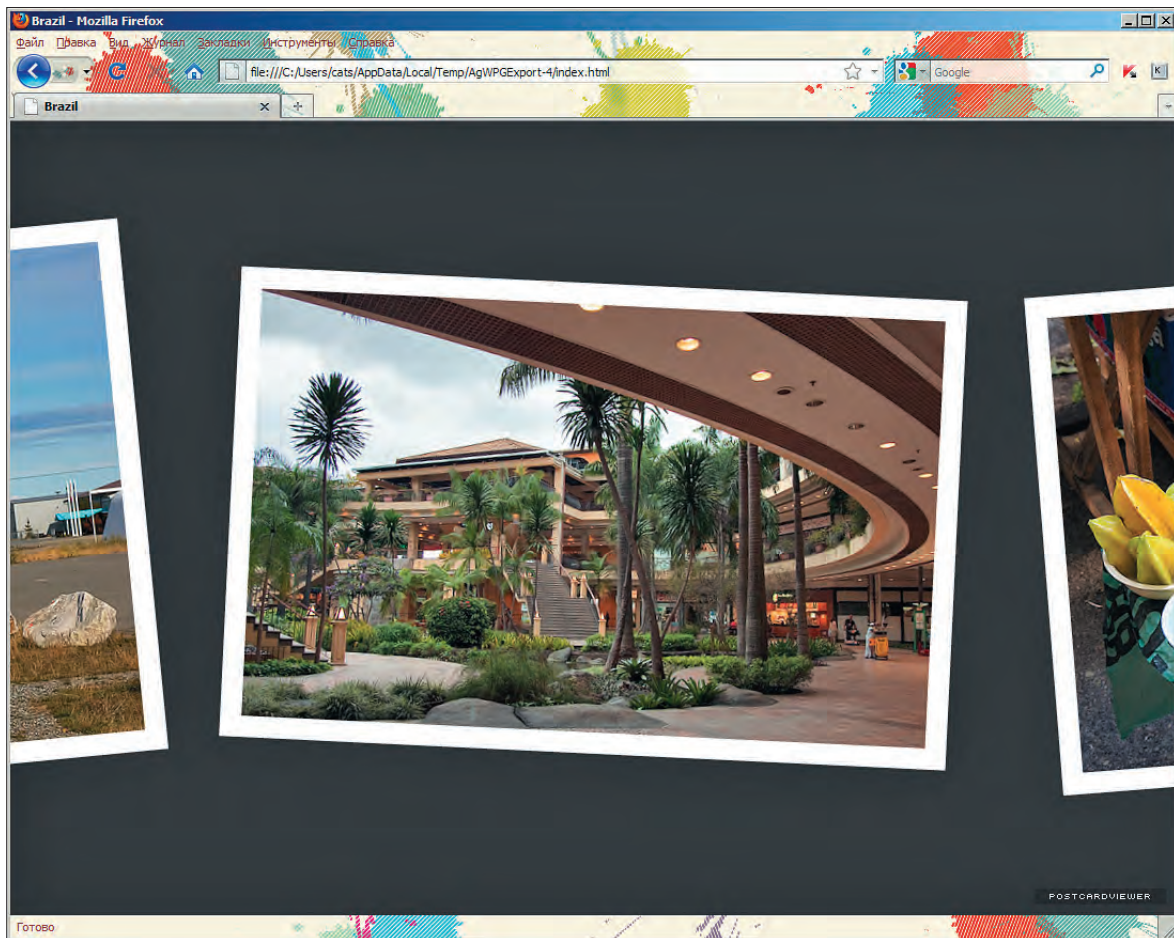 Brazil - Mozilla Firefox
Файл Правка Вид Журнал Закладки Инструменты Справка
file:///C:/Users/cats/AppData/Local/Temp/AgWPGExport-4/index.html Google
Brazil
POSTCARDVIEWER
Готово